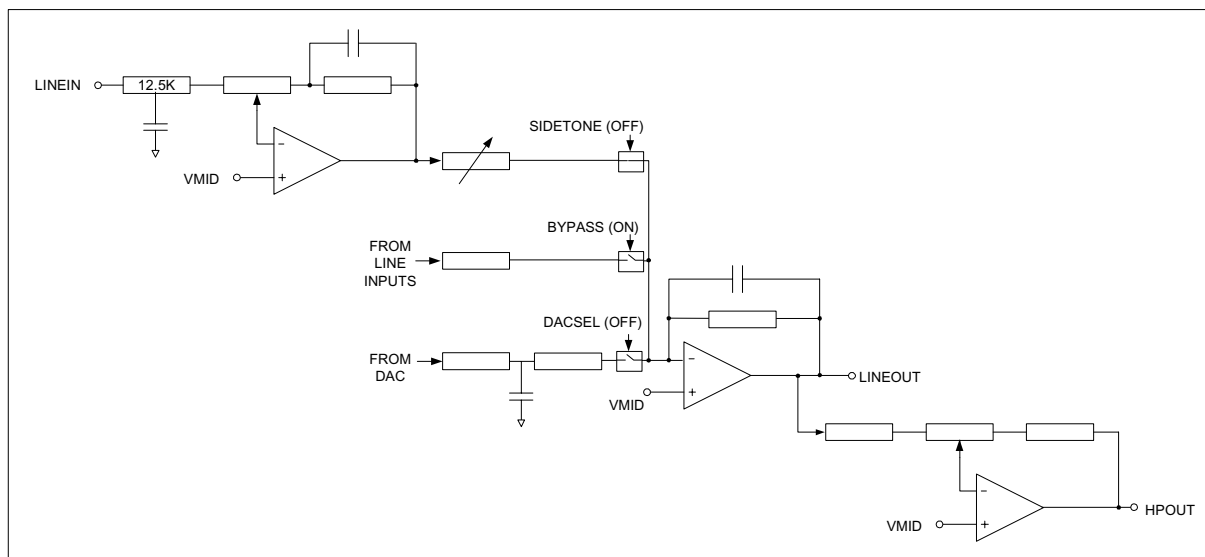 LINEIN
12.5K
−
+
VMID
SIDETONE (OFF)
BYPASS (ON)
FROM
LINE
INPUTS
DACSEL (OFF)
FROM
DAC
−
+
VMID
LINEOUT
−
+
VMID
HPOUT